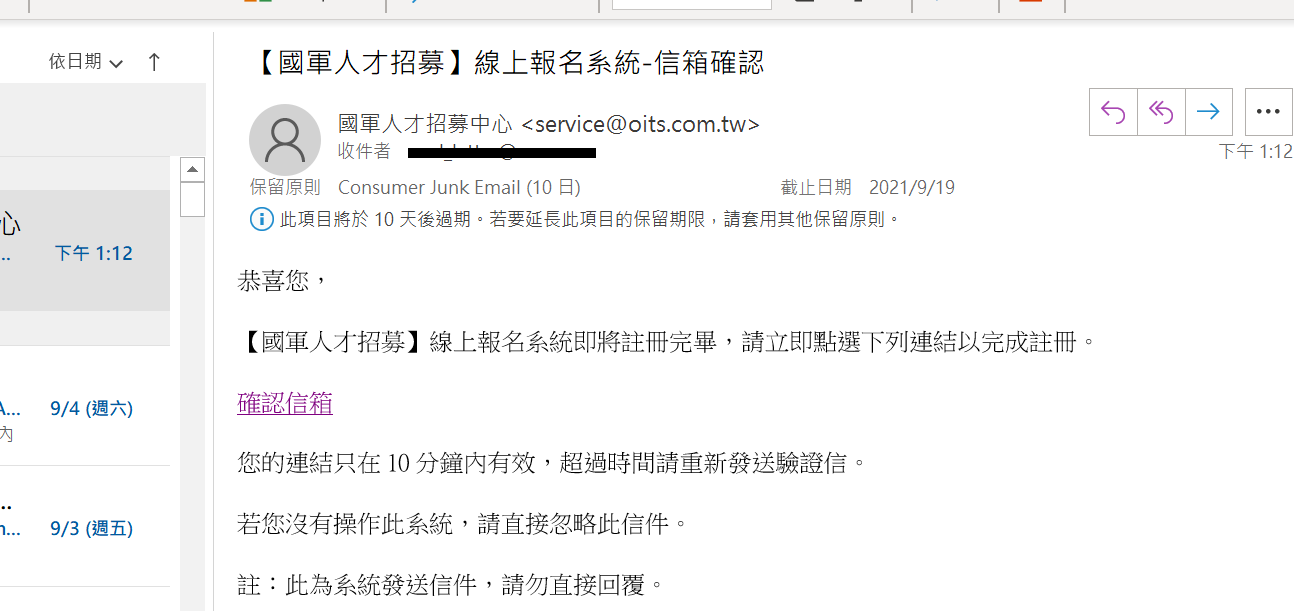 依日期
【國軍人才招募】線上報名系統-信箱確認
國軍人才招募中心 <service@oits.com.tw>
收件者
下午 1:12
保留原則 Consumer Junk Email (10 日) 截止日期 2021/9/19
此項目將於 10 天後過期。若要延長此項目的保留期限，請套用其他保留原則。
心
... 下午 1:12
A... 9/4 (週六)
內
...
n... 9/3 (週五)
恭喜您，
【國軍人才招募】線上報名系統即將註冊完畢，請立即點選下列連結以完成註冊。
確認信箱
您的連結只在 10 分鐘內有效，超過時間請重新發送驗證信。
若您沒有操作此系統，請直接忽略此信件。
註：此為系統發送信件，請勿直接回覆。